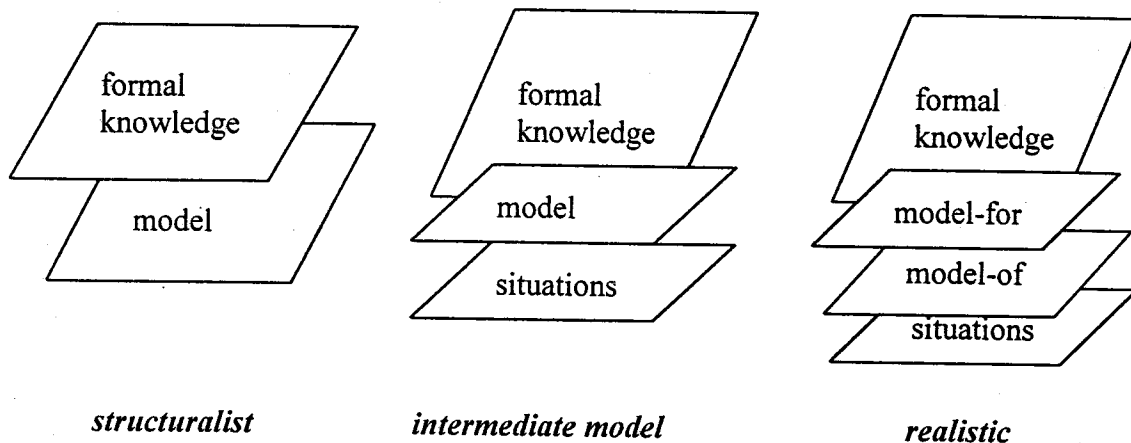 formal
knowledge
model
structuralist
formal
knowledge
model
situations
intermediate model
formal
knowledge
model-for
model-of
situations
realistic